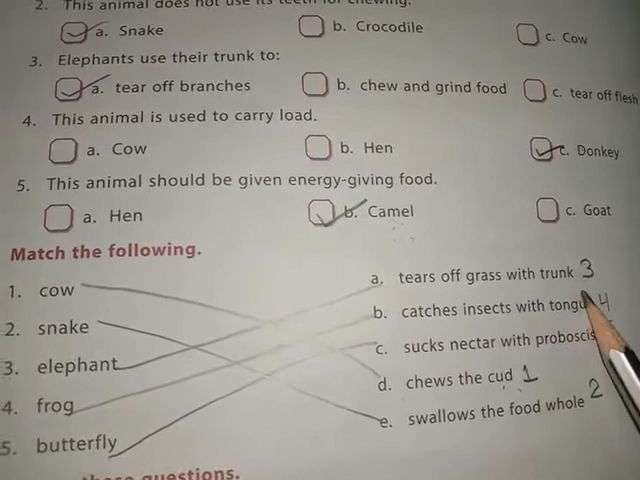 2. This animal does not use its teeth for chewing.
a. Snake b. Crocodile c. Cow
3. Elephants use their trunk to:
a. tear off branches b. chew and grind food c. tear off flesh
4. This animal is used to carry load.
a. Cow b. Hen c. Donkey
5. This animal should be given energy-giving food.
a. Hen b. Camel c. Goat
Match the following.
1. cow a. tears off grass with trunk 3
2. snake b. catches insects with tongu 4
3. elephant c. sucks nectar with proboscis
4. frog d. chews the cud 1
5. butterfly e. swallows the food whole 2
these questions.